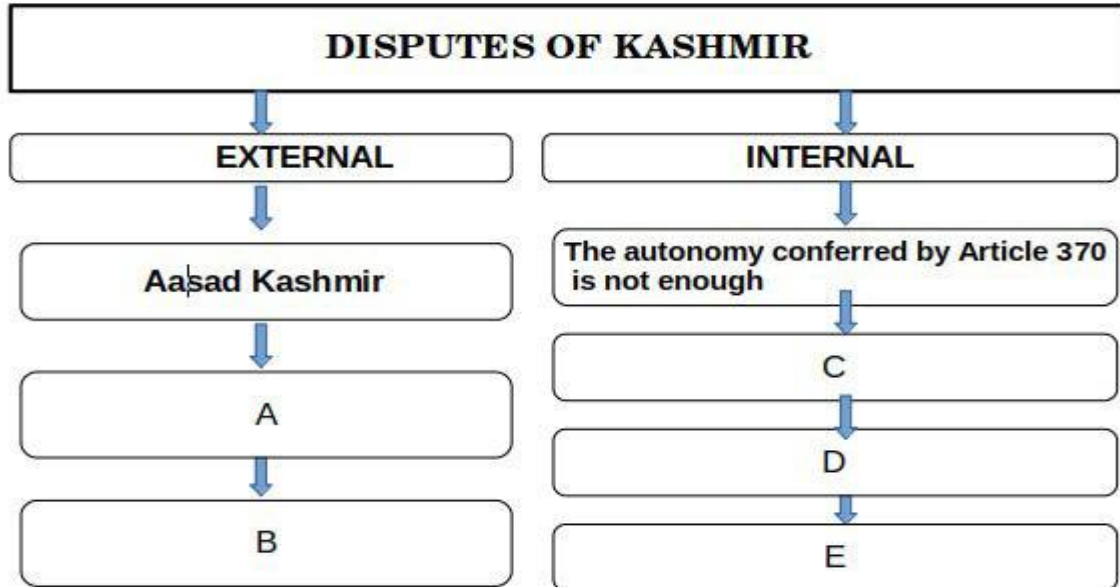 DISPUTES OF KASHMIR
EXTERNAL
Aasad Kashmir
A
B
INTERNAL
The autonomy conferred by Article 370
is not enough
C
D
E